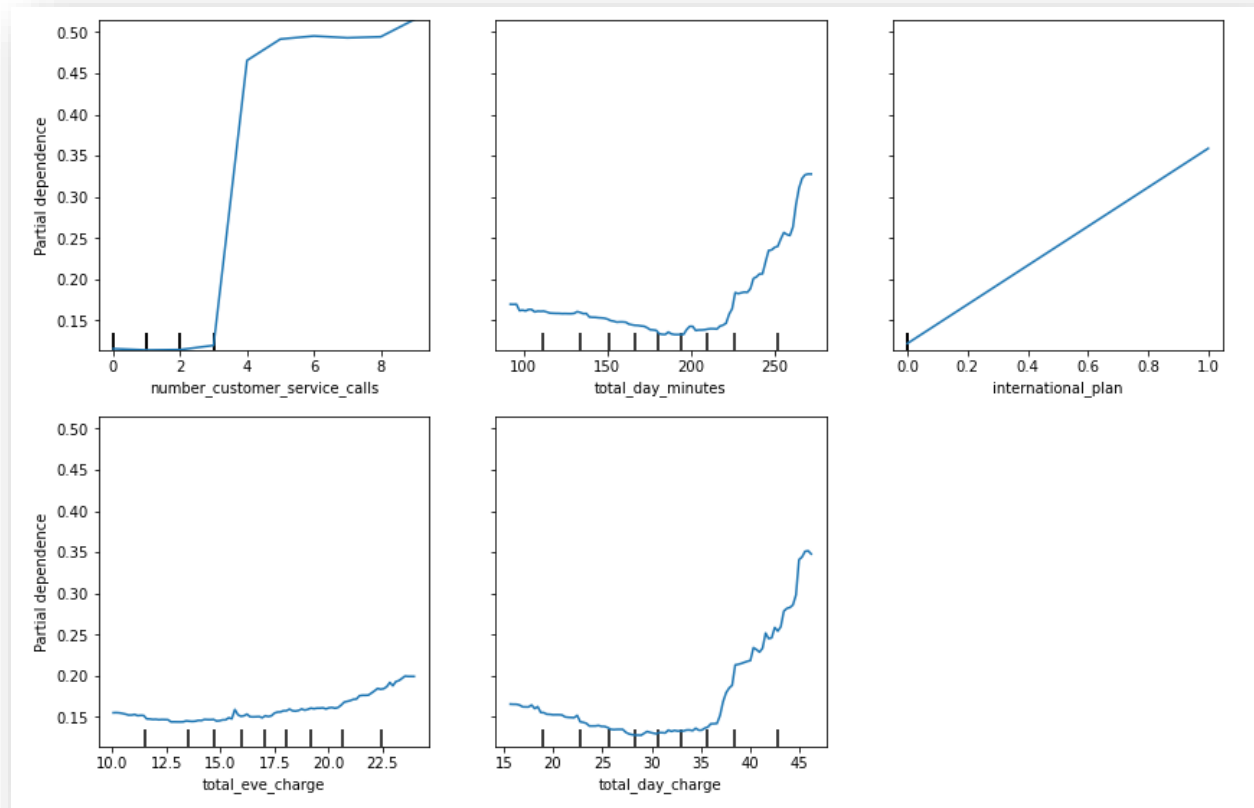 0.50
0.45
0.40
0.35
0.30
0.25
0.20
0.15
Partial dependence
0 2 4 6 8
number_customer_service_calls
100 150 200 250
total_day_minutes
0.0 0.2 0.4 0.6 0.8 1.0
international_plan
0.50
0.45
0.40
0.35
0.30
0.25
0.20
0.15
Partial dependence
10.0 12.5 15.0 17.5 20.0 22.5
total_eve_charge
15 20 25 30 35 40 45
total_day_charge